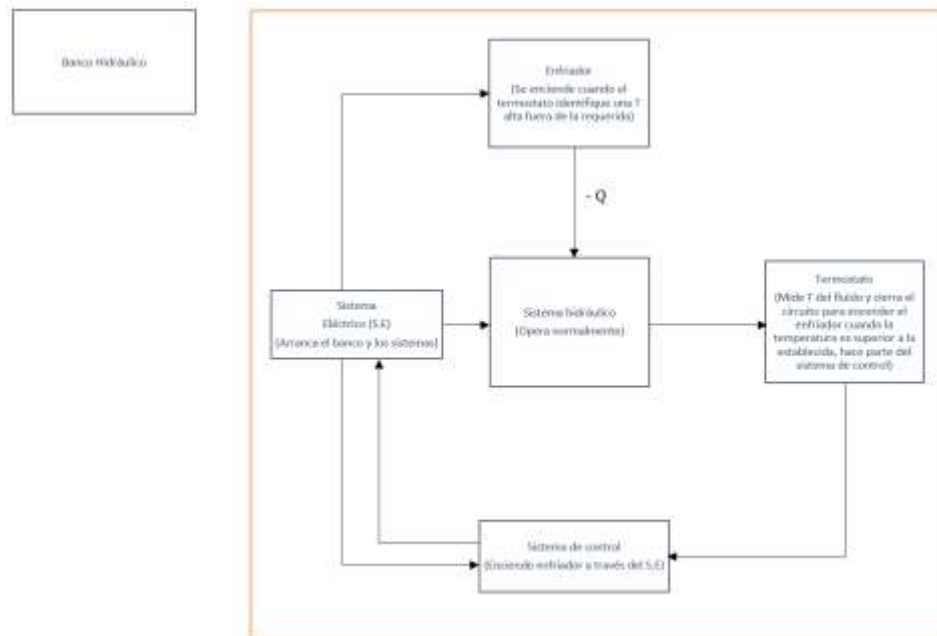 Banco Hidráulico
Enfriador
(Se enciende cuando el
termostato identifique una T
alta fuera de la requerida)
- Q
Sistema
Eléctrico (S.E)
(Arranca el banco y los sistemas)
Sistema hidráulico
(Opera normalmente)
Termostato
(Mide T del fluido y cierra el
circuito para encender el
enfriador cuando la
temperatura es superior a la
establecida, hace parte del
sistema de control)
Sistema de control
(Enciende enfriador a través del S.E)